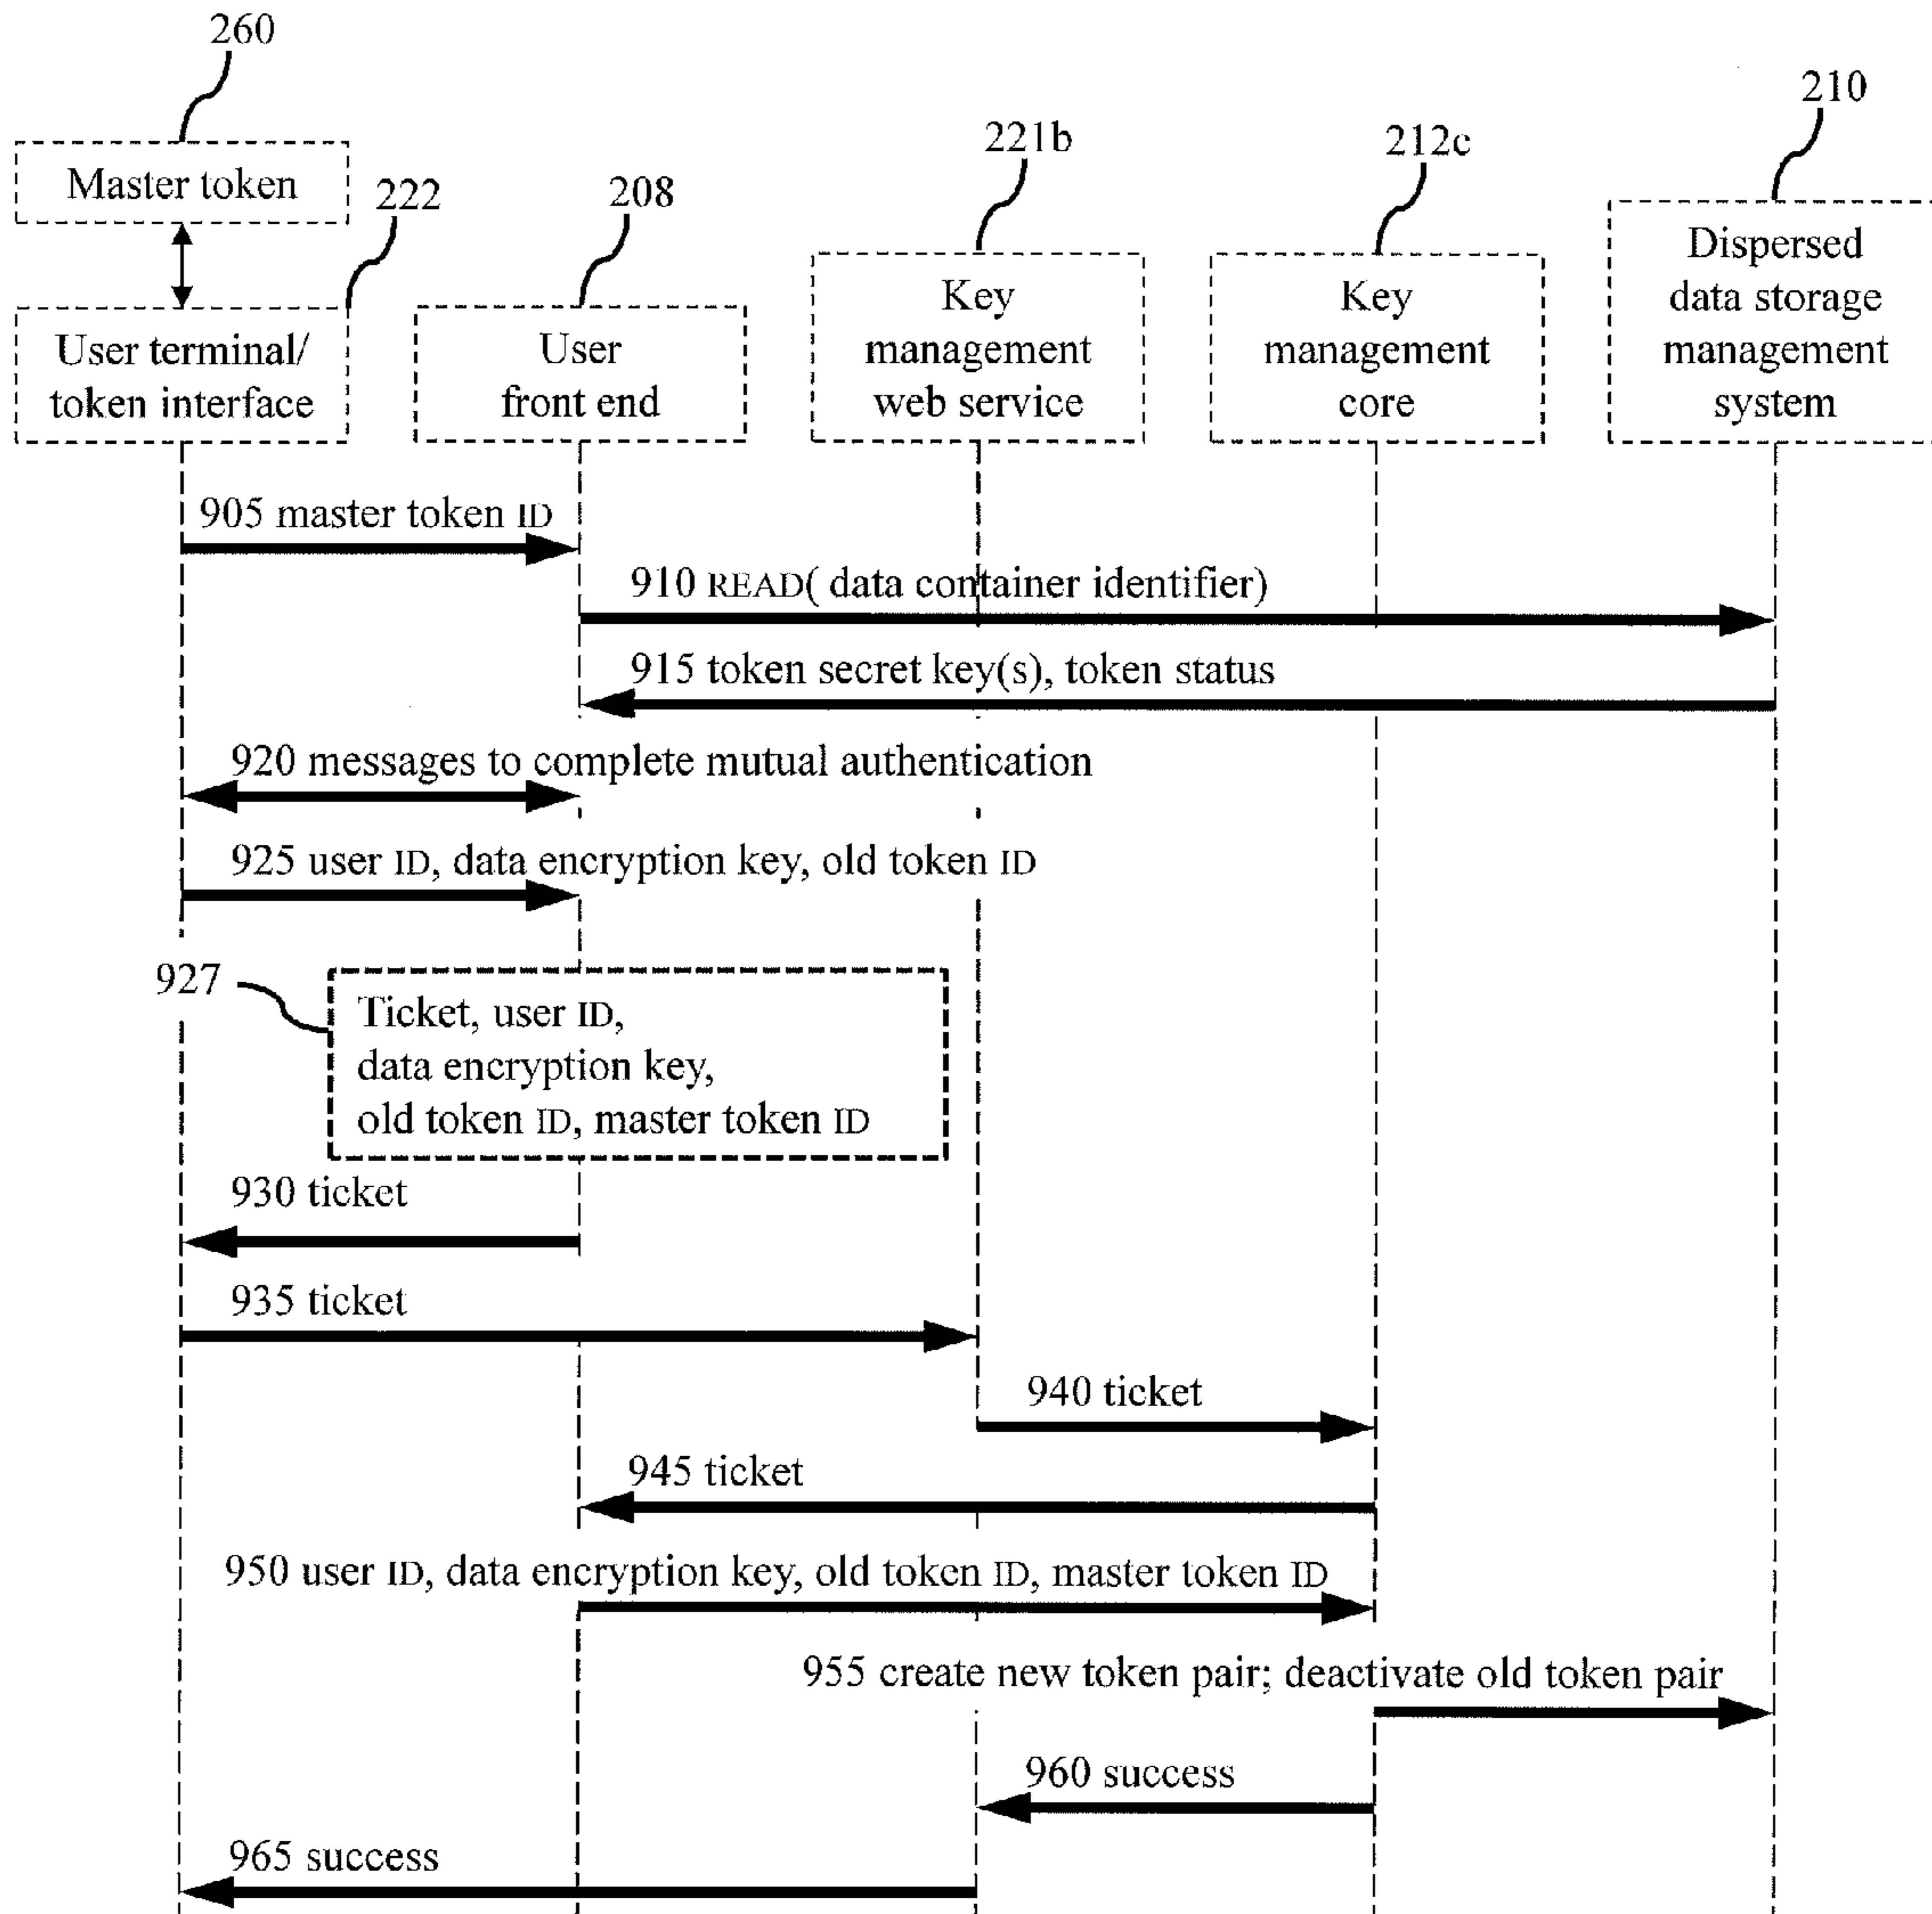 260
210
221b
212c
Master token
222
208
Dispersed
data storage
management
system
Key
management
web service
Key
management
core
User terminal/
token interface
User
front end
905 master token ID
910 READ( data container identifier)
915 token secret key(s), token status
920 messages to complete mutual authentication
925 user ID, data encryption key, old token ID
927
Ticket, user ID,
data encryption key,
old token ID, master token ID
930 ticket
935 ticket
940 ticket
945 ticket
950 user ID, data encryption key, old token ID, master token ID
955 create new token pair; deactivate old token pair
960 success
965 success